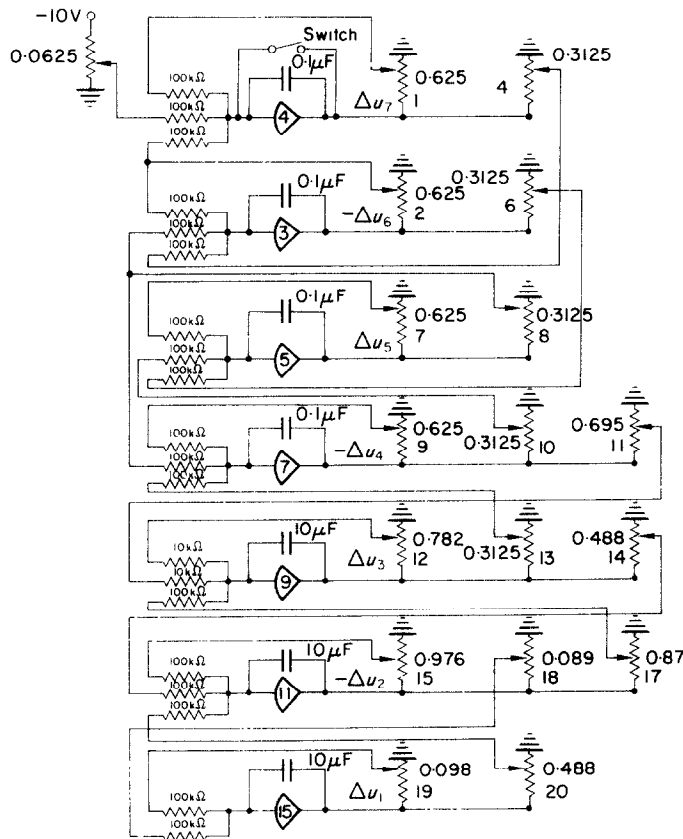 -10V
0·0625
Switch
0·1μF
100kΩ
100kΩ
100kΩ
4
Δu7
0·625
1
0·3125
4
0·1μF
100kΩ
100kΩ
100kΩ
3
-Δu6
0·625
2
0·3125
6
0·1μF
100kΩ
100kΩ
100kΩ
5
Δu5
0·625
7
0·3125
8
0·1μF
100kΩ
100kΩ
100kΩ
7
-Δu4
0·625
9
0·3125
10
0·695
11
10μF
10kΩ
10kΩ
100kΩ
9
Δu3
0·782
12
0·3125
13
0·488
14
10μF
100kΩ
100kΩ
100kΩ
11
-Δu2
0·976
15
0·089
18
0·87
17
10μF
100kΩ
100kΩ
15
Δu1
0·098
19
0·488
20